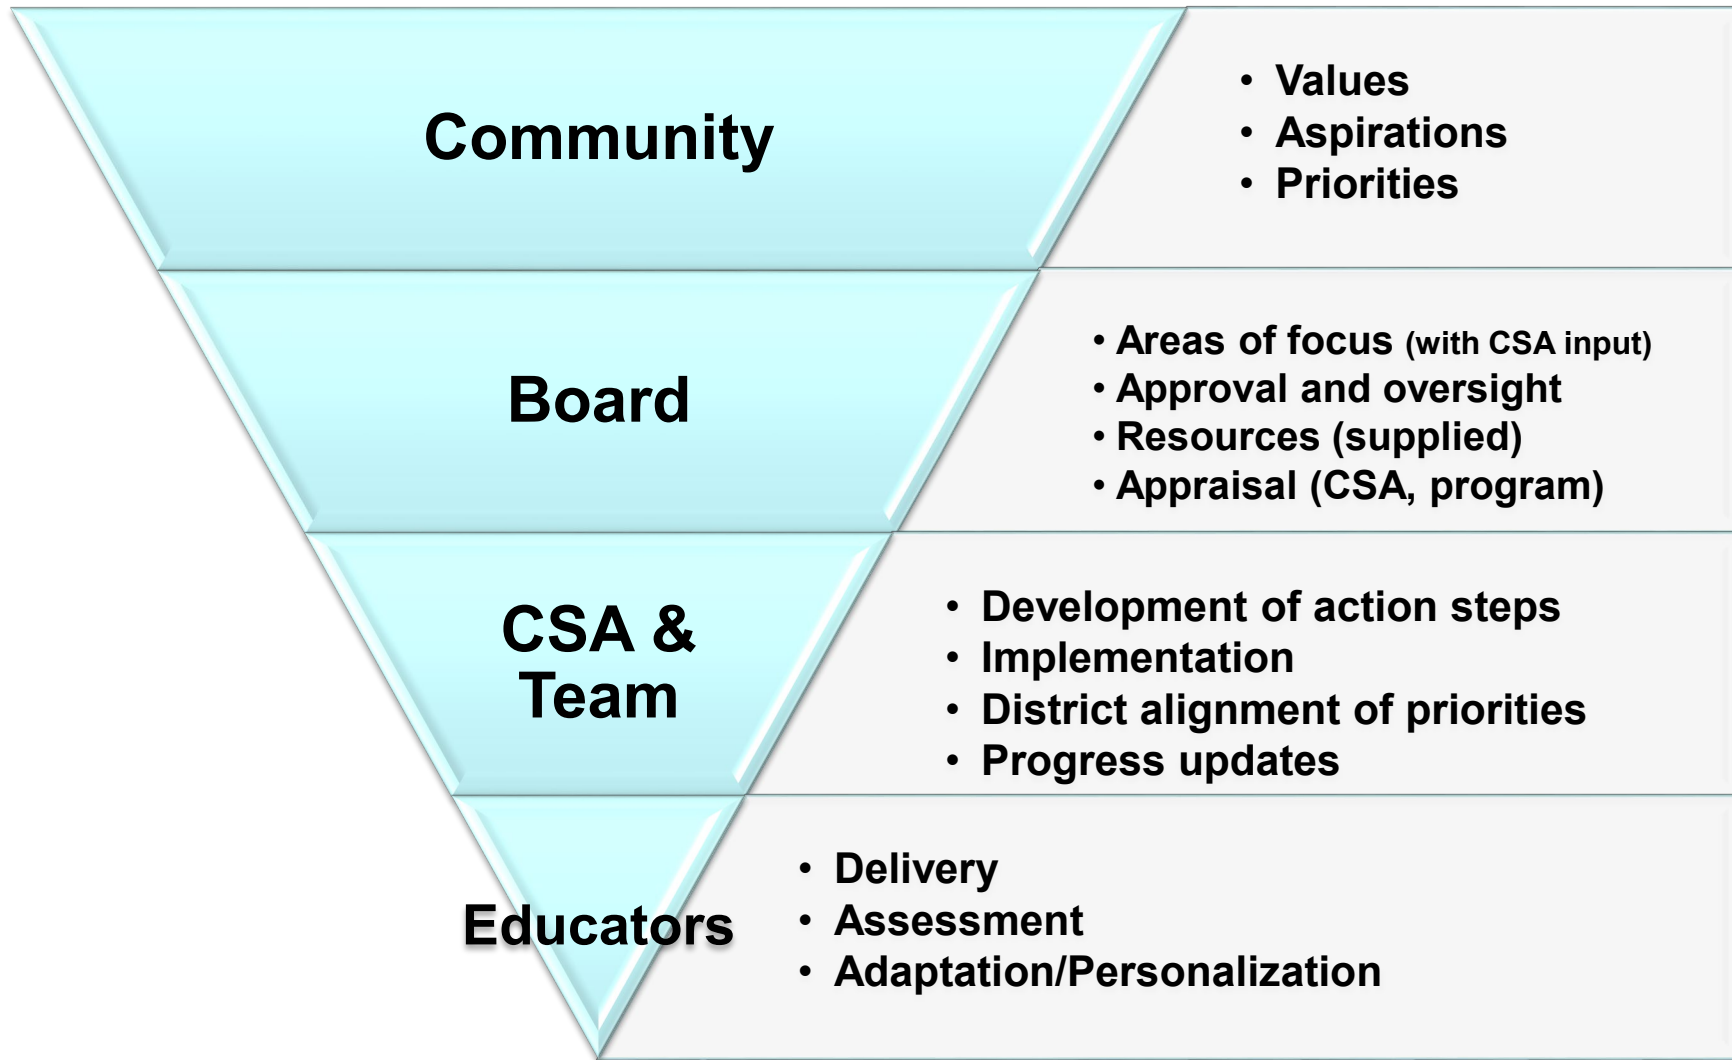 Community
• Values
• Aspirations
• Priorities
Board
• Areas of focus (with CSA input)
• Approval and oversight
• Resources (supplied)
• Appraisal (CSA, program)
CSA &
Team
• Development of action steps
• Implementation
• District alignment of priorities
• Progress updates
Educators
• Delivery
• Assessment
• Adaptation/Personalization